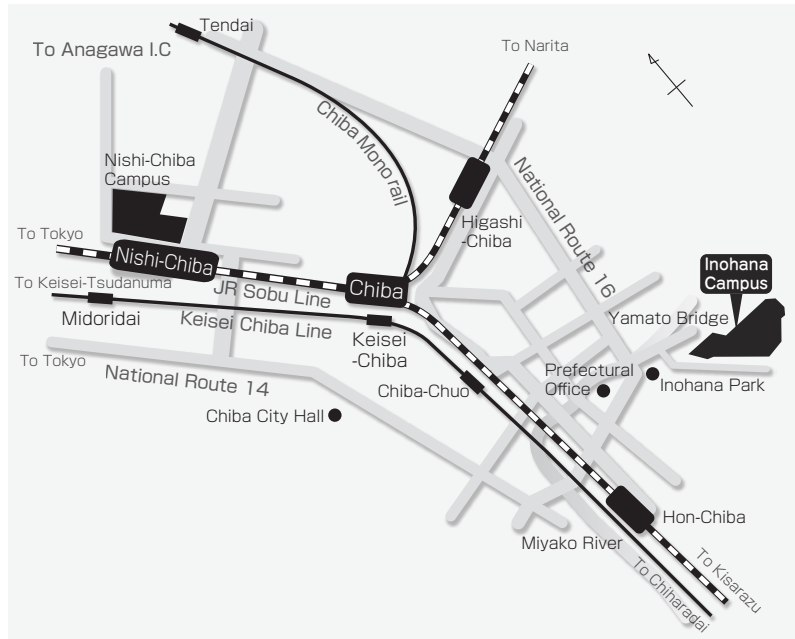 Tendai
To Anagawa I.C
To Narita
Chiba Mono rail
Nishi-Chiba
Campus
National Route 16
Higashi
-Chiba
To Tokyo
Nishi-Chiba
Chiba
Inohana
Campus
To Keisei-Tsudanuma
JR Sobu Line
Midoridai
Keisei Chiba Line
Keisei
-Chiba
Yamato Bridge
To Tokyo
National Route 14
Chiba-Chuo
Prefectural
Office
Inohana Park
Chiba City Hall
Hon-Chiba
Miyako River
To Kisarazu
To Chiharadai